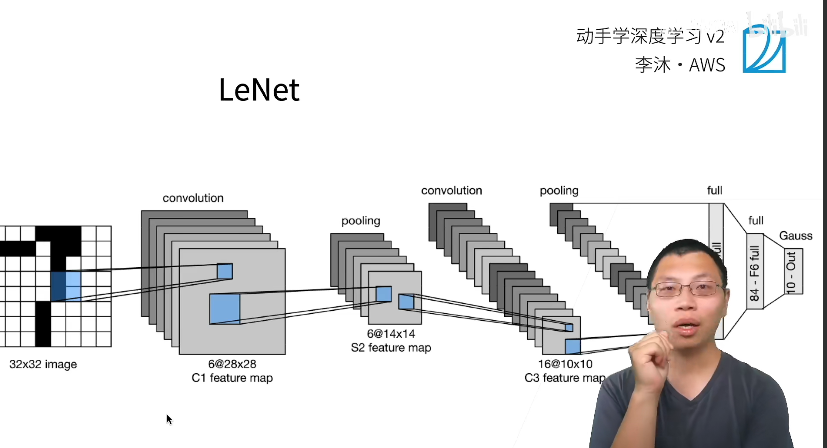 动手学深度学习 v2
李沐·AWS
LeNet
convolution
pooling
convolution
pooling
full
full
Gauss
84 - F6 full
10 - Out
32x32 image
6@28x28
C1 feature map
6@14x14
S2 feature map
16@10x10
C3 feature map